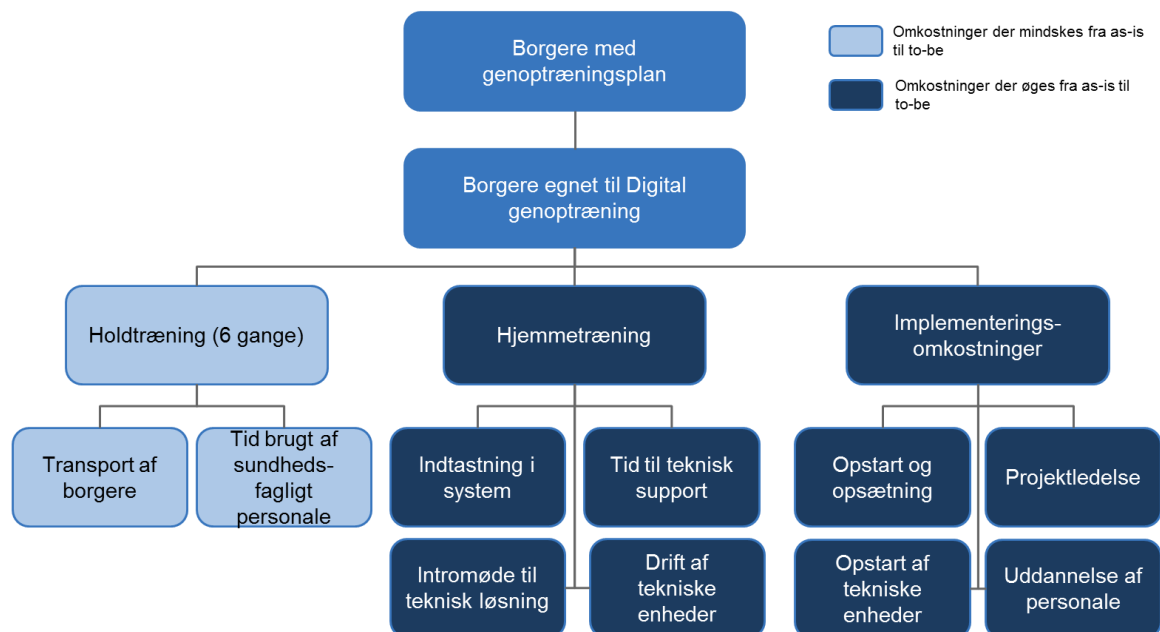 Borgere med
genoptræningsplan
Omkostninger der mindskes fra as-is
til to-be
Omkostninger der øges fra as-is til
to-be
Borgere egnet til Digital
genoptræning
Holdtræning (6 gange)
Hjemmetræning
Implementerings-
omkostninger
Transport af
borgere
Tid brugt af
sundheds-
fagligt
personale
Indtastning i
system
Tid til teknisk
support
Opstart og
opsætning
Projektledelse
Intromøde til
teknisk løsning
Drift af
tekniske
enheder
Opstart af
tekniske
enheder
Uddannelse af
personale